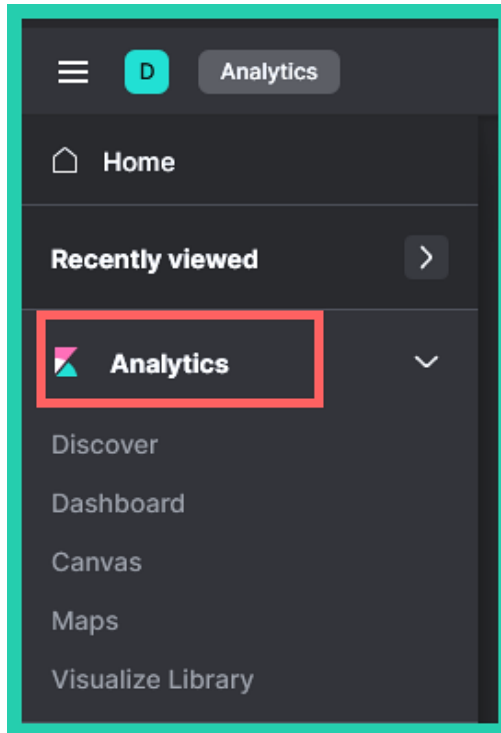 D Analytics
Home
Recently viewed
Analytics
Discover
Dashboard
Canvas
Maps
Visualize Library